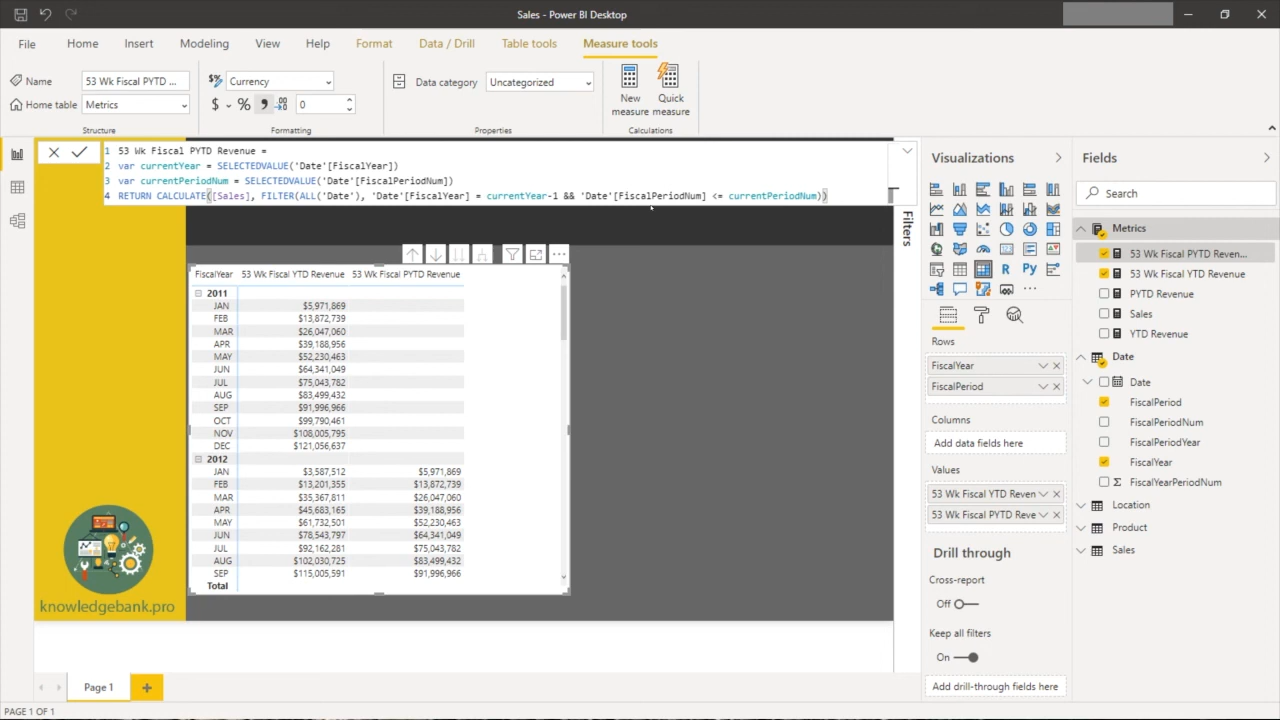 Sales - Power BI Desktop
File Home Insert Modeling View Help Format Data / Drill Table tools Measure tools
Name 53 Wk Fiscal PYTD ...
Home table Metrics
Structure
Currency
$ % 9 .00 0
Formatting
Data category Uncategorized
Properties
New measure
Quick measure
Calculations
1 53 Wk Fiscal PYTD Revenue =
2 var currentYear = SELECTEDVALUE('Date'[FiscalYear])
3 var currentPeriodNum = SELECTEDVALUE('Date'[FiscalPeriodNum])
4 RETURN CALCULATE([Sales], FILTER(ALL('Date'), 'Date'[FiscalYear] = currentYear-1 && 'Date'[FiscalPeriodNum] <= currentPeriodNum))
FiscalYear 53 Wk Fiscal YTD Revenue 53 Wk Fiscal PYTD Revenue
2011
JAN $5,971,869
FEB $13,872,739
MAR $26,047,060
APR $39,188,956
MAY $52,230,463
JUN $64,341,049
JUL $75,043,782
AUG $83,499,432
SEP $91,996,966
OCT $99,790,461
NOV $108,005,795
DEC $121,056,637
2012
JAN $3,587,512 $5,971,869
FEB $13,201,355 $13,872,739
MAR $35,367,811 $26,047,060
APR $45,683,165 $39,188,956
MAY $61,732,501 $52,230,463
JUN $78,543,797 $64,341,049
JUL $92,162,281 $75,043,782
AUG $102,030,725 $83,499,432
SEP $115,005,591 $91,996,966
Total
knowledgebank.pro
Filters
Visualizations
R Py
Rows
FiscalYear
FiscalPeriod
Columns
Add data fields here
Values
53 Wk Fiscal YTD Reven
53 Wk Fiscal PYTD Reve
Drill through
Cross-report
Off
Keep all filters
On
Add drill-through fields here
Fields
Search
Metrics
53 Wk Fiscal PYTD Reven...
53 Wk Fiscal YTD Revenue
PYTD Revenue
Sales
YTD Revenue
Date
Date
FiscalPeriod
FiscalPeriodNum
FiscalPeriodYear
FiscalYear
FiscalYearPeriodNum
Location
Product
Sales
Page 1
PAGE 1 OF 1